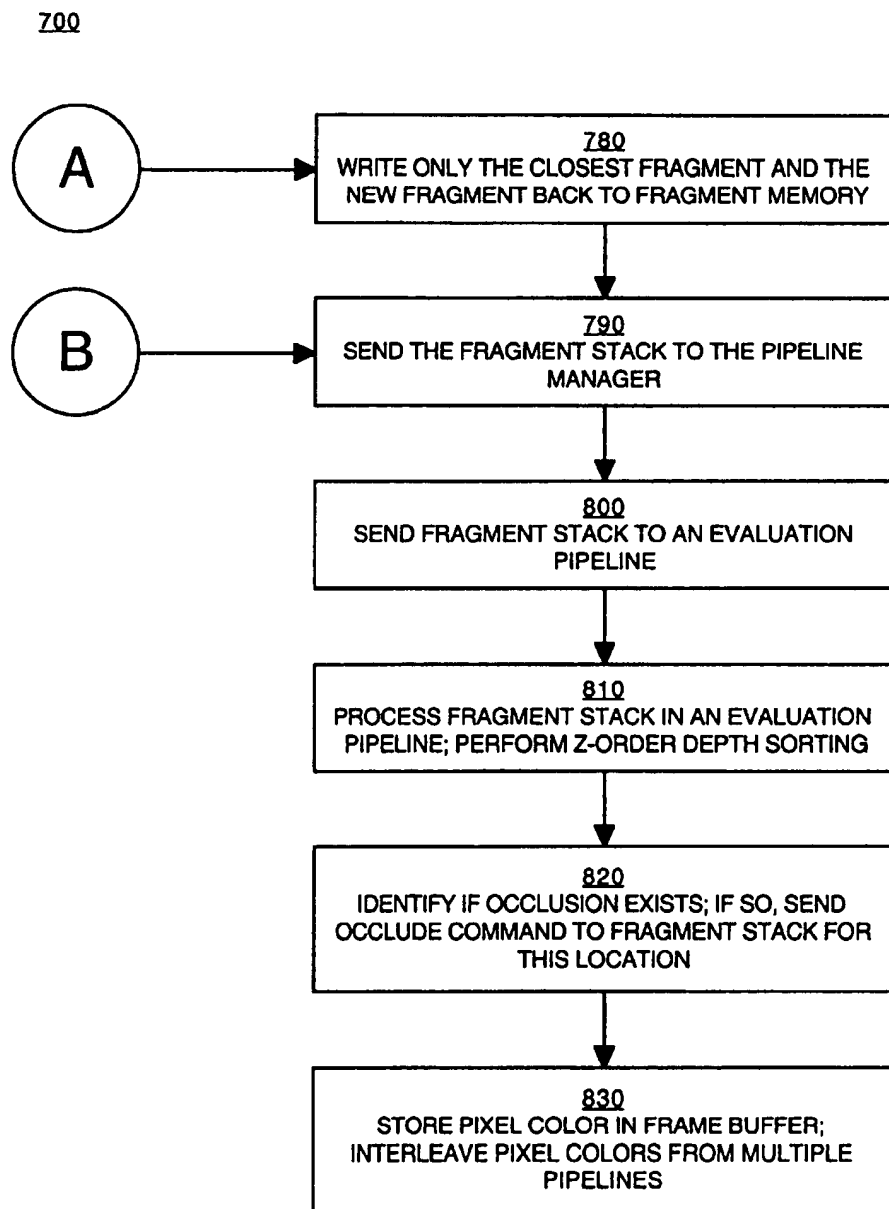 700
A
780
WRITE ONLY THE CLOSEST FRAGMENT AND THE
NEW FRAGMENT BACK TO FRAGMENT MEMORY
B
790
SEND THE FRAGMENT STACK TO THE PIPELINE
MANAGER
800
SEND FRAGMENT STACK TO AN EVALUATION
PIPELINE
810
PROCESS FRAGMENT STACK IN AN EVALUATION
PIPELINE; PERFORM Z-ORDER DEPTH SORTING
820
IDENTIFY IF OCCLUSION EXISTS; IF SO, SEND
OCCLUDE COMMAND TO FRAGMENT STACK FOR
THIS LOCATION
830
STORE PIXEL COLOR IN FRAME BUFFER;
INTERLEAVE PIXEL COLORS FROM MULTIPLE
PIPELINES